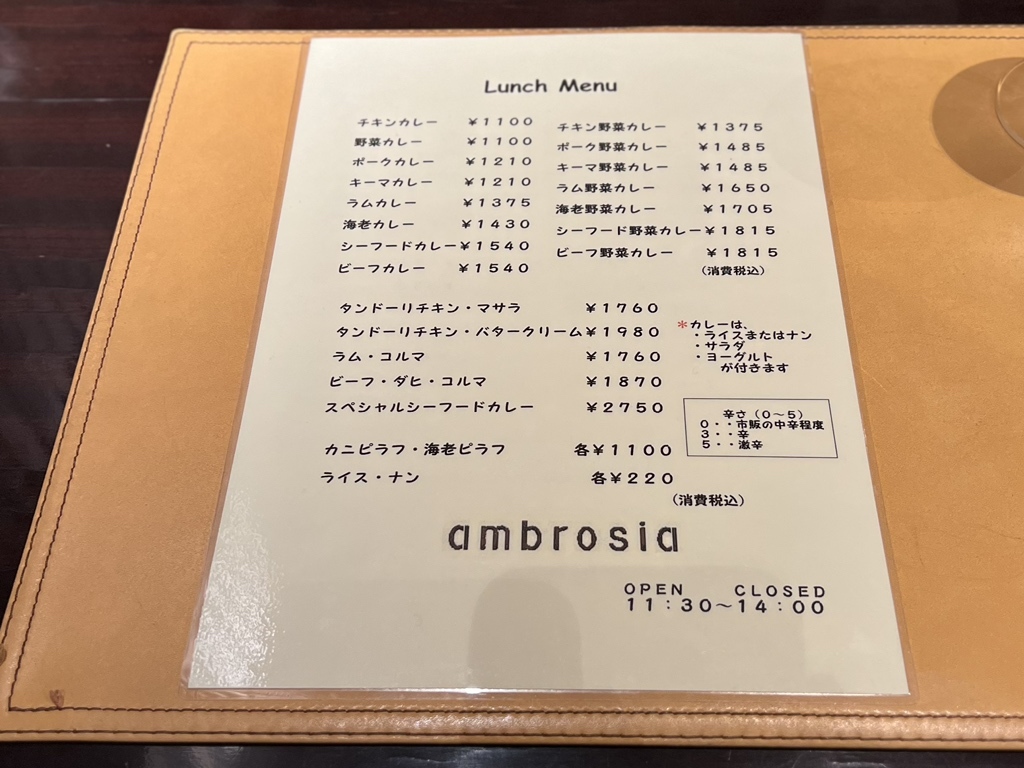 Lunch Menu
チキンカレー ￥１１００
野菜カレー ￥１１００
ポークカレー ￥１２１０
キーマカレー ￥１２１０
ラムカレー ￥１３７５
海老カレー ￥１４３０
シーフードカレー￥１５４０
ビーフカレー ￥１５４０
チキン野菜カレー ￥１３７５
ポーク野菜カレー ￥１４８５
キーマ野菜カレー ￥１４８５
ラム野菜カレー ￥１６５０
海老野菜カレー ￥１７０５
シーフード野菜カレー￥１８１５
ビーフ野菜カレー ￥１８１５
（消費税込）
タンドーリチキン・マサラ ￥１７６０
タンドーリチキン・バタークリーム￥１９８０
ラム・コルマ ￥１７６０
ビーフ・ダヒ・コルマ ￥１８７０
スペシャルシーフードカレー ￥２７５０
＊カレーは、
・ライスまたはナン
・サラダ
・ヨーグルト
が付きます
辛さ（０～５）
０・・市販の中辛程度
３・・辛
５・・激辛
カニピラフ・海老ピラフ 各￥１１００
ライス・ナン 各￥２２０
（消費税込）
ambrosia
ＯＰＥＮ ＣＬＯＳＥＤ
１１：３０～１４：００